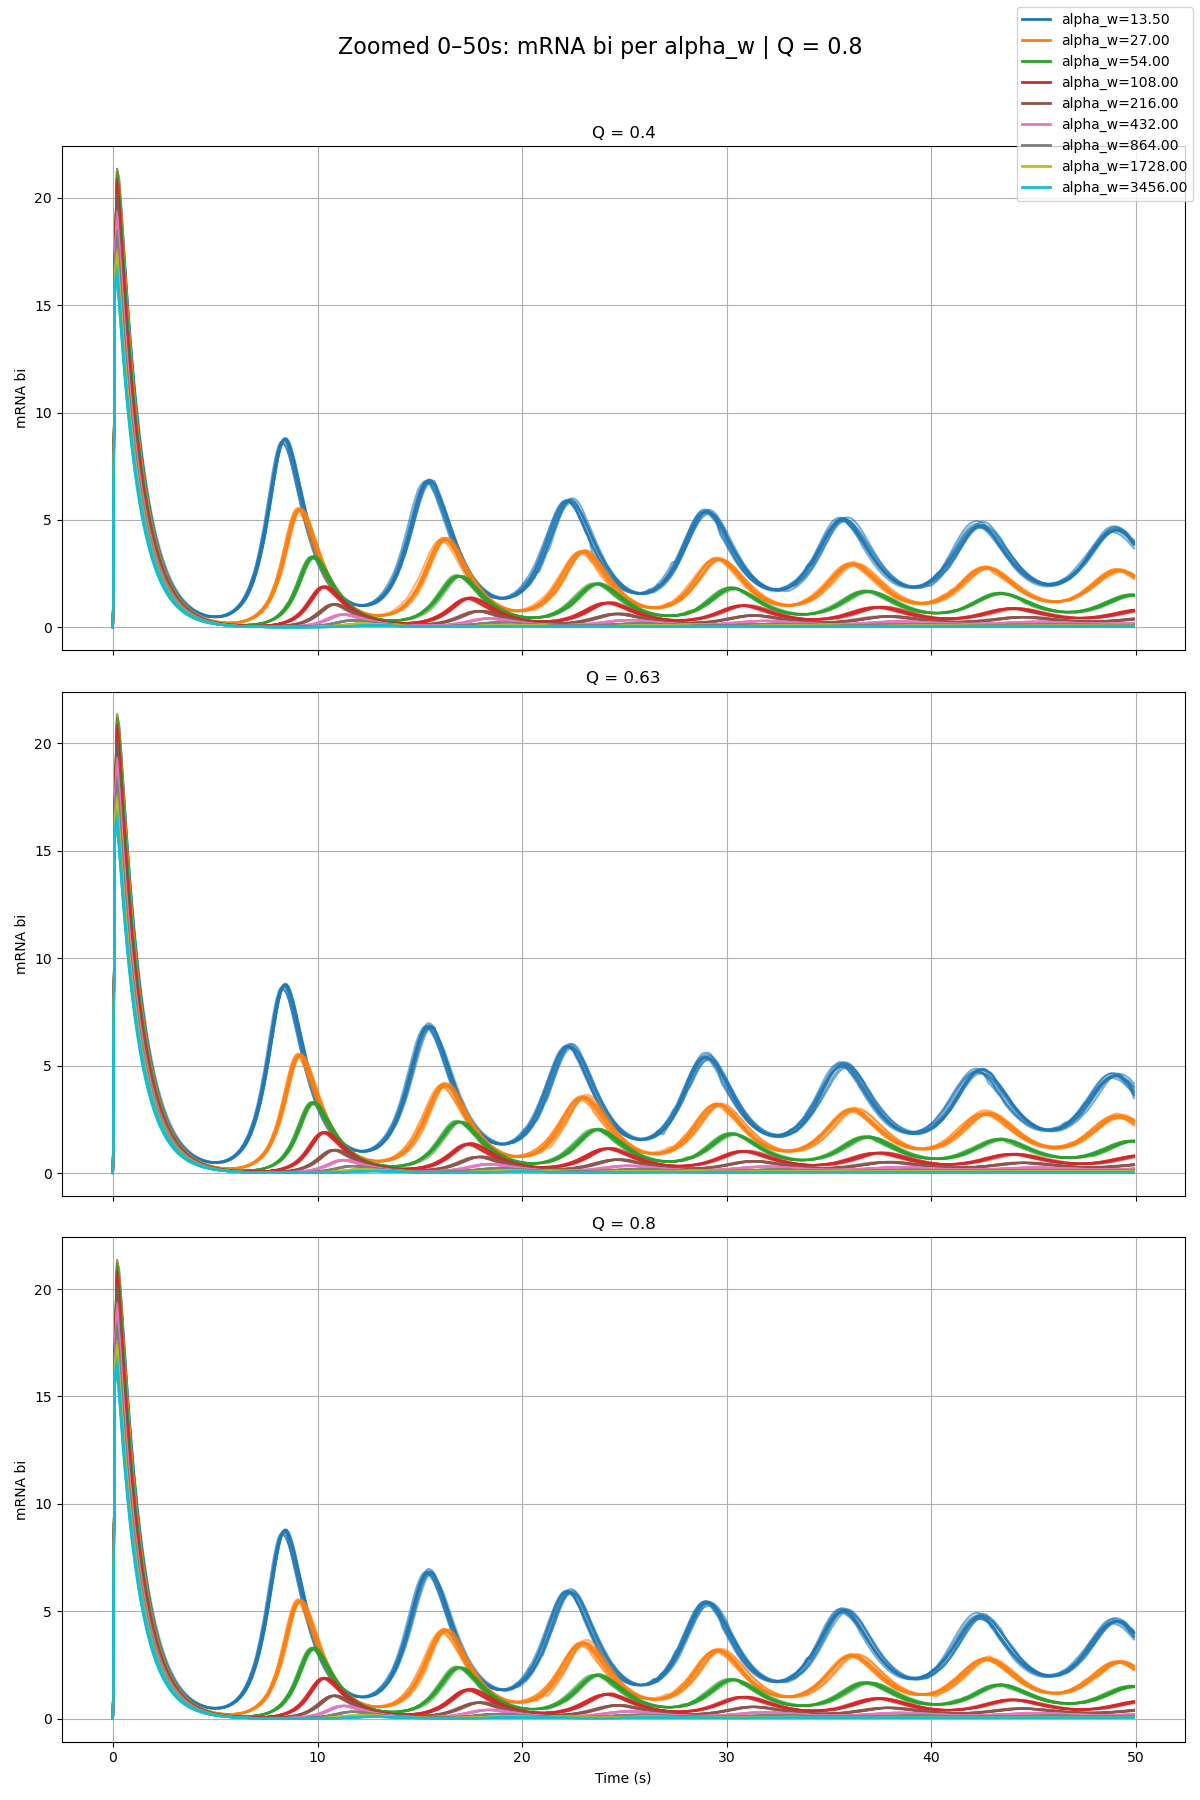 Zoomed 0–50s: mRNA bi per alpha_w | Q = 0.8
alpha_w=13.50
alpha_w=27.00
alpha_w=54.00
alpha_w=108.00
alpha_w=216.00
alpha_w=432.00
alpha_w=864.00
alpha_w=1728.00
alpha_w=3456.00
Q = 0.4
20
15
10
5
0
mRNA bi
Q = 0.63
20
15
10
5
0
mRNA bi
Q = 0.8
20
15
10
5
0
mRNA bi
0 10 20 30 40 50
Time (s)